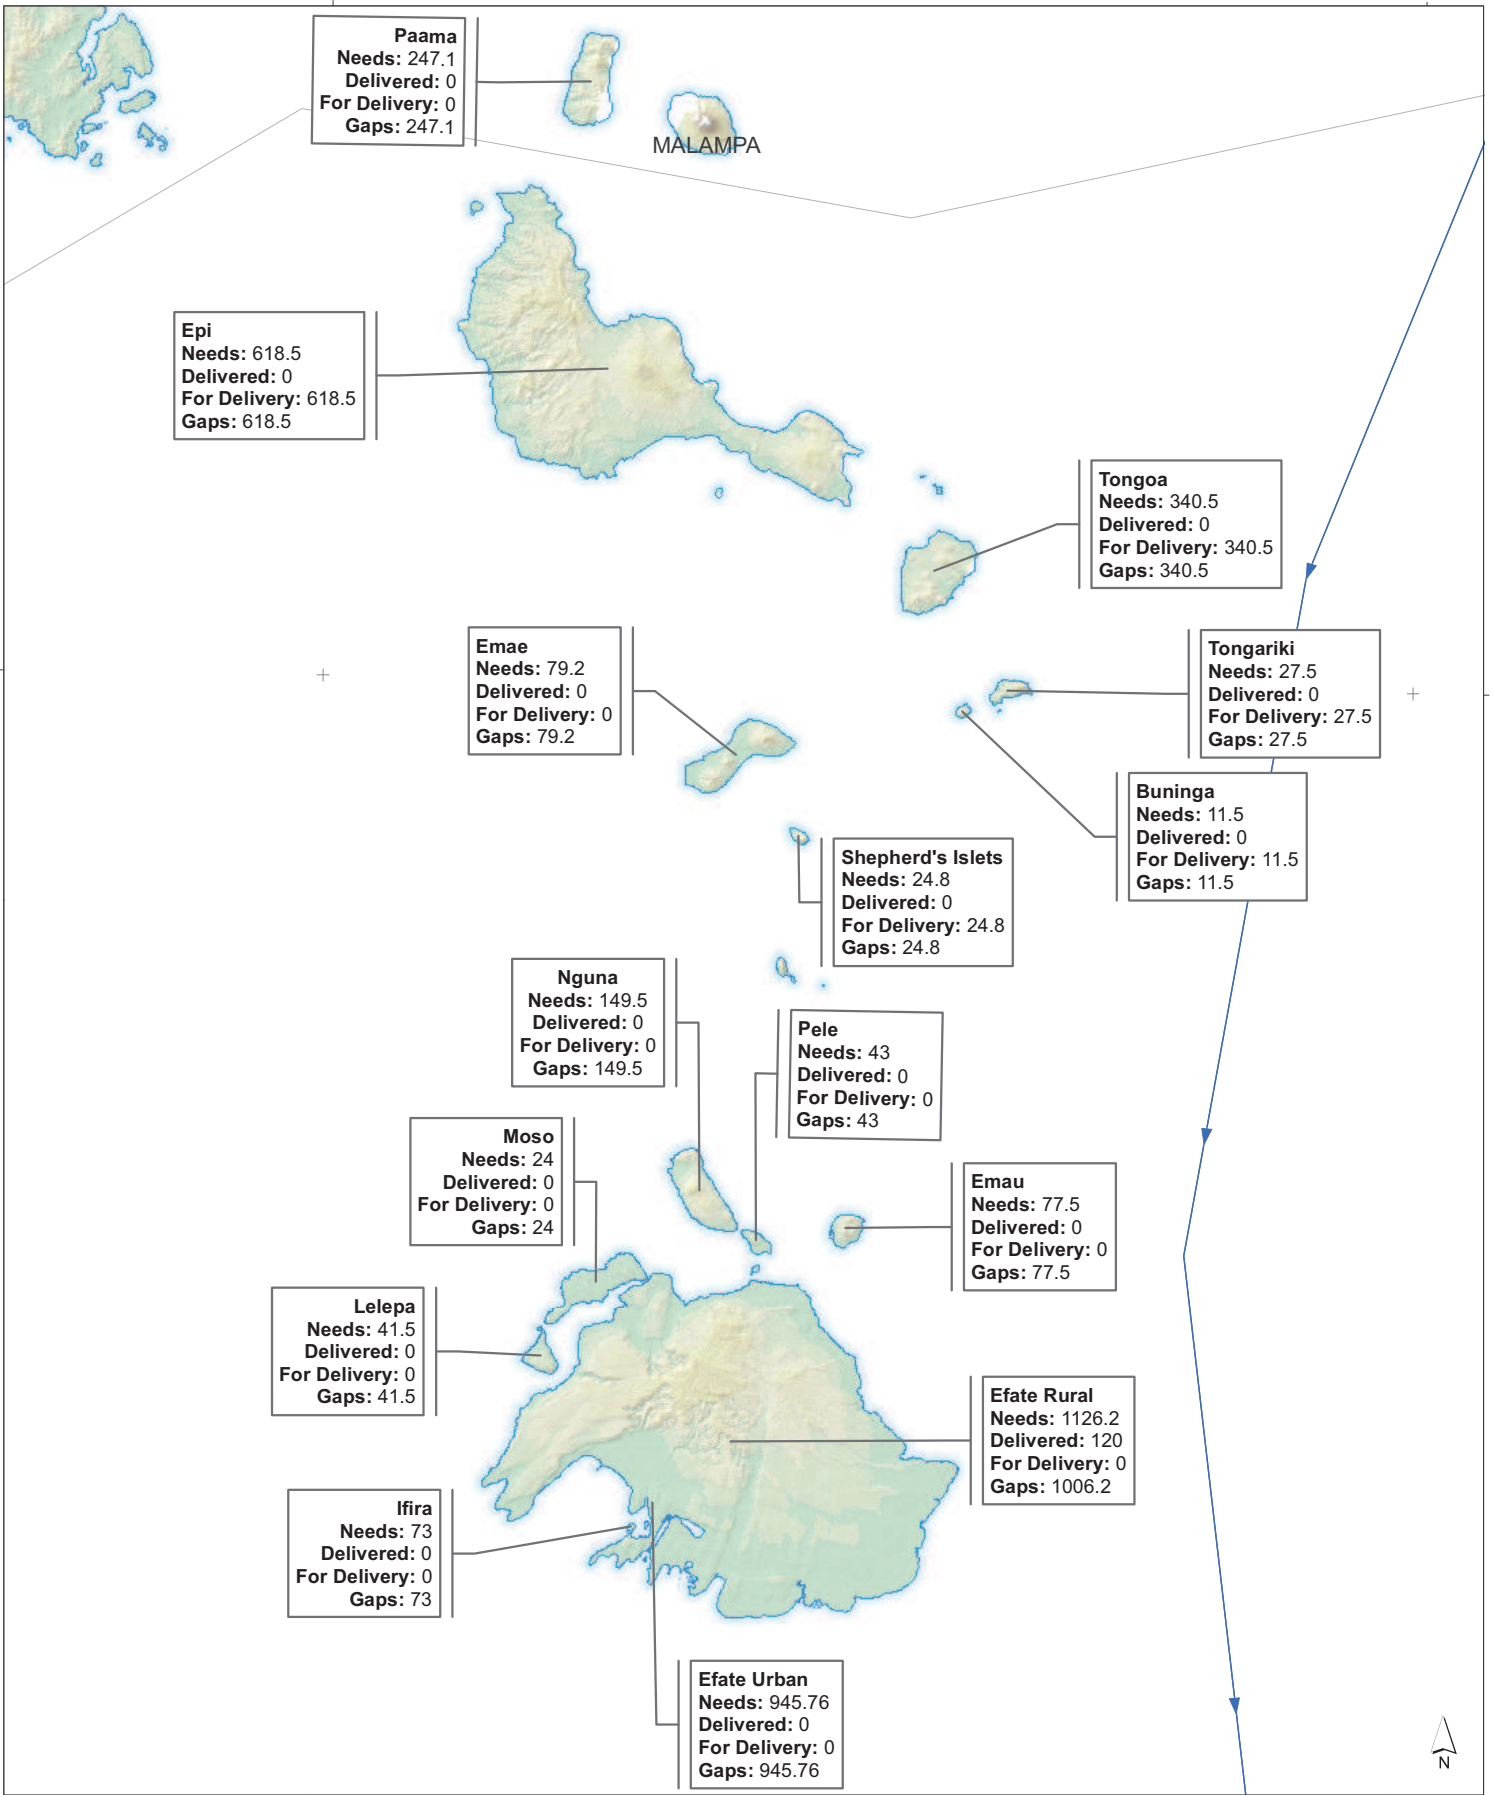 Paama
Needs: 247.1
Delivered: 0
For Delivery: 0
Gaps: 247.1
MALAMPA
Epi
Needs: 618.5
Delivered: 0
For Delivery: 618.5
Gaps: 618.5
Tongoa
Needs: 340.5
Delivered: 0
For Delivery: 340.5
Gaps: 340.5
Emae
Needs: 79.2
Delivered: 0
For Delivery: 0
Gaps: 79.2
Tongariki
Needs: 27.5
Delivered: 0
For Delivery: 27.5
Gaps: 27.5
Buninga
Needs: 11.5
Delivered: 0
For Delivery: 11.5
Gaps: 11.5
Shepherd's Islets
Needs: 24.8
Delivered: 0
For Delivery: 24.8
Gaps: 24.8
Nguna
Needs: 149.5
Delivered: 0
For Delivery: 0
Gaps: 149.5
Pele
Needs: 43
Delivered: 0
For Delivery: 0
Gaps: 43
Moso
Needs: 24
Delivered: 0
For Delivery: 0
Gaps: 24
Emau
Needs: 77.5
Delivered: 0
For Delivery: 0
Gaps: 77.5
Lelepa
Needs: 41.5
Delivered: 0
For Delivery: 0
Gaps: 41.5
Efate Rural
Needs: 1126.2
Delivered: 120
For Delivery: 0
Gaps: 1006.2
Ifira
Needs: 73
Delivered: 0
For Delivery: 0
Gaps: 73
Efate Urban
Needs: 945.76
Delivered: 0
For Delivery: 0
Gaps: 945.76
N